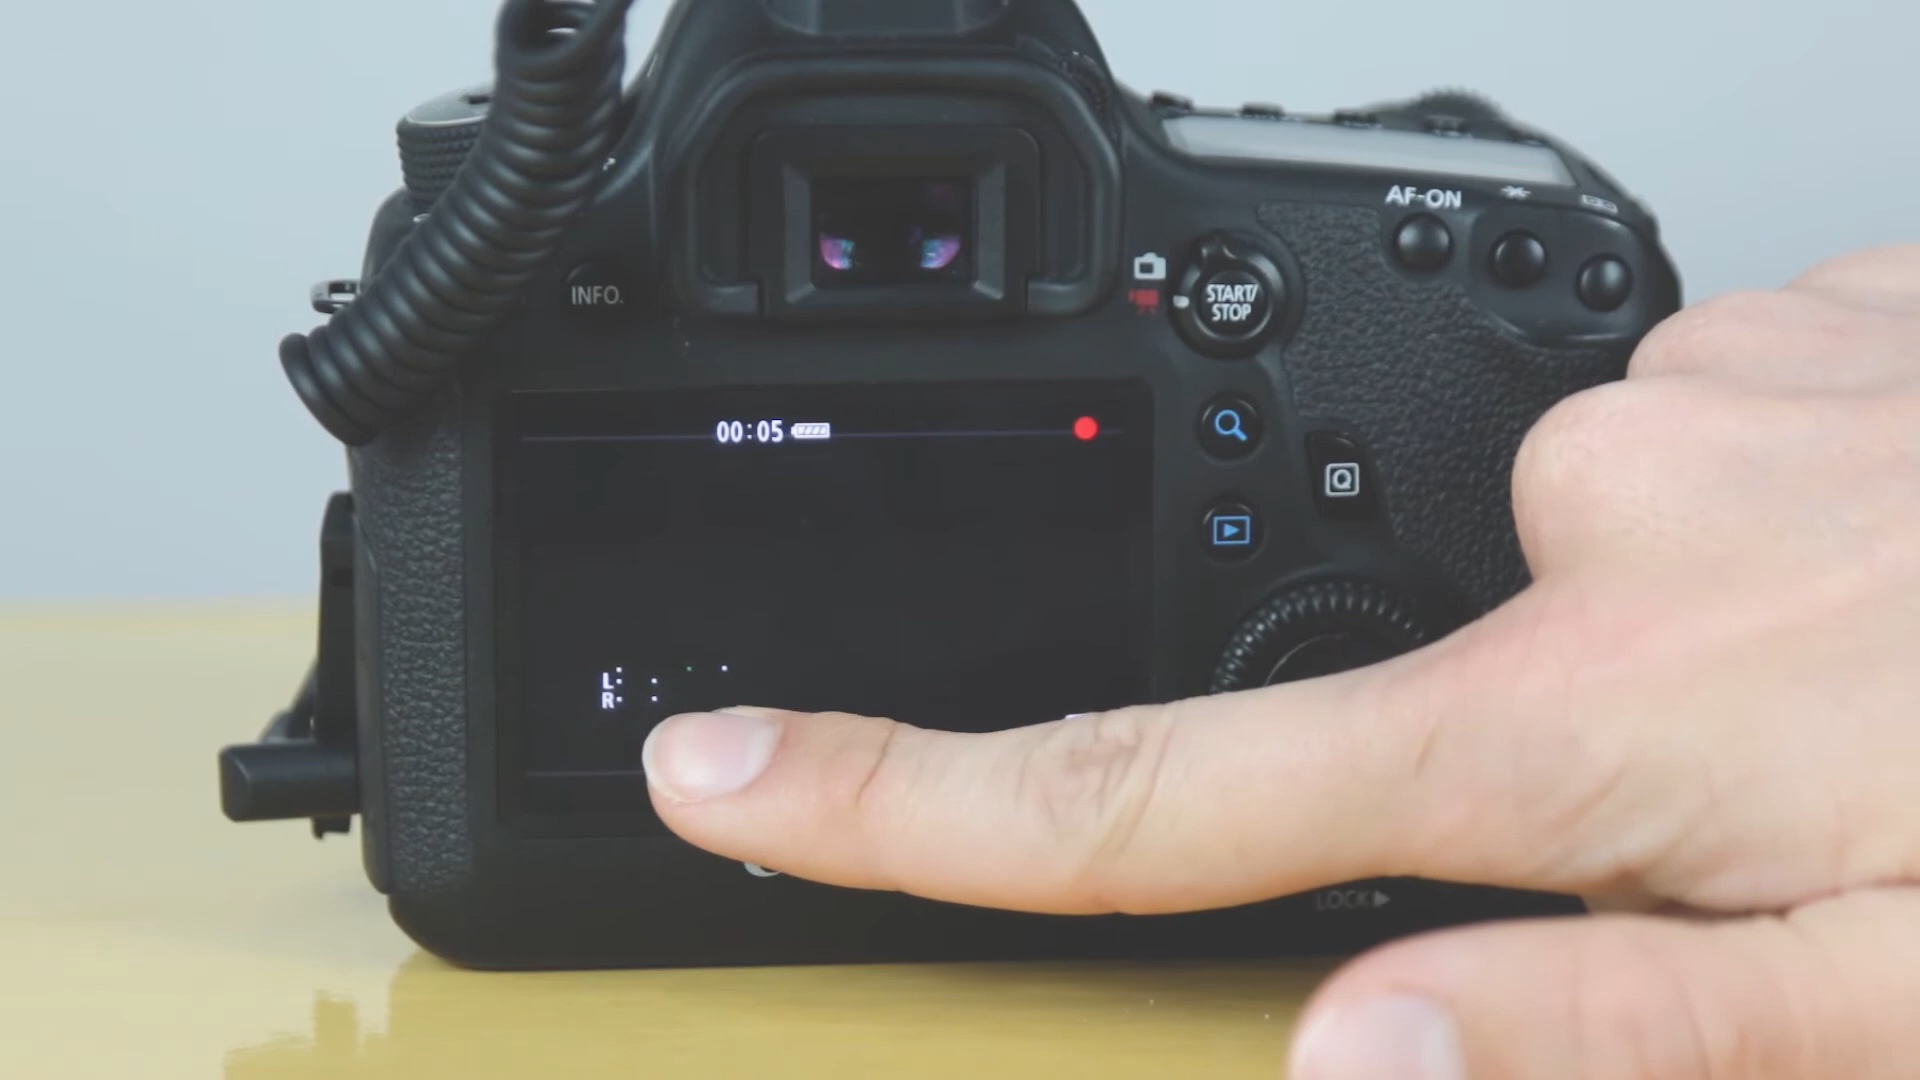 AF-ON
INFO.
START/
STOP
00:05
Q
L
R
LOCK